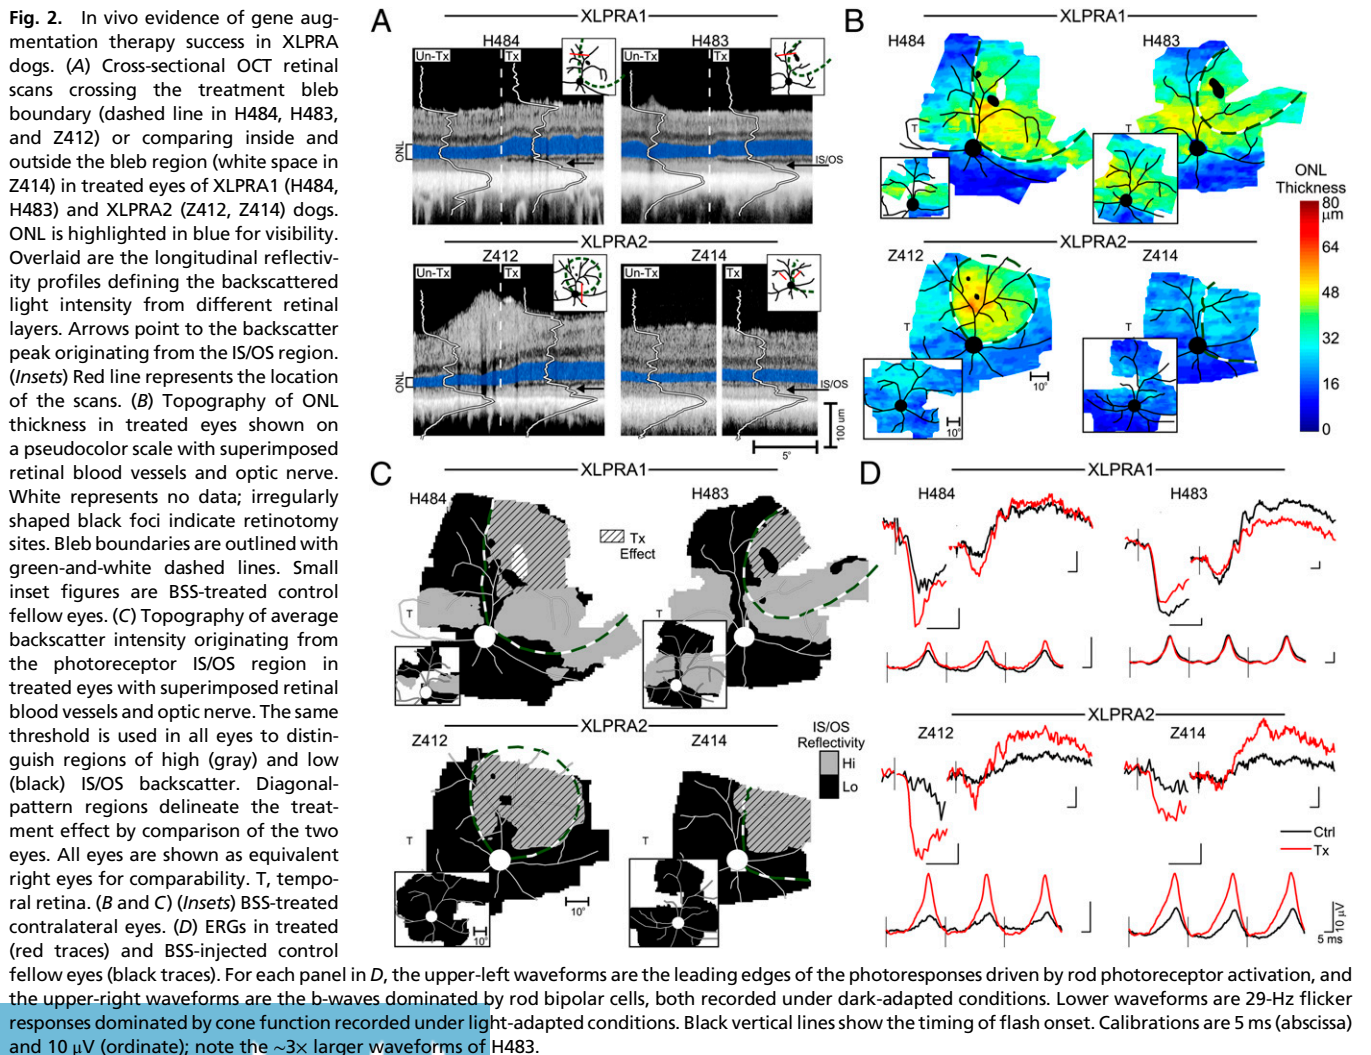 Fig. 2. In vivo evidence of gene aug-
mentation therapy success in XLPRA
dogs. (A) Cross-sectional OCT retinal
scans crossing the treatment bleb
boundary (dashed line in H484, H483,
and Z412) or comparing inside and
outside the bleb region (white space in
Z414) in treated eyes of XLPRA1 (H484,
H483) and XLPRA2 (Z412, Z414) dogs.
ONL is highlighted in blue for visibility.
Overlaid are the longitudinal reflectiv-
ity profiles defining the backscattered
light intensity from different retinal
layers. Arrows point to the backscatter
peak originating from the IS/OS region.
(Insets) Red line represents the location
of the scans. (B) Topography of ONL
thickness in treated eyes shown on
a pseudocolor scale with superimposed
retinal blood vessels and optic nerve.
White represents no data; irregularly
shaped black foci indicate retinotomy
sites. Bleb boundaries are outlined with
green-and-white dashed lines. Small
inset figures are BSS-treated control
fellow eyes. (C) Topography of average
backscatter intensity originating from
the photoreceptor IS/OS region in
treated eyes with superimposed retinal
blood vessels and optic nerve. The same
threshold is used in all eyes to distin-
guish regions of high (gray) and low
(black) IS/OS backscatter. Diagonal-
pattern regions delineate the treat-
ment effect by comparison of the two
eyes. All eyes are shown as equivalent
right eyes for comparability. T, tempo-
ral retina. (B and C) (Insets) BSS-treated
contralateral eyes. (D) ERGs in treated
(red traces) and BSS-injected control
fellow eyes (black traces). For each panel in D, the upper-left waveforms are the leading edges of the photoresponses driven by rod photoreceptor activation, and
the upper-right waveforms are the b-waves dominated by rod bipolar cells, both recorded under dark-adapted conditions. Lower waveforms are 29-Hz flicker
responses dominated by cone function recorded under light-adapted conditions. Black vertical lines show the timing of flash onset. Calibrations are 5 ms (abscissa)
and 10 μV (ordinate); note the ~3× larger waveforms of H483.
A
XLPRA1
H484
H483
Un-Tx
Tx
Un-Tx
Tx
ONL
IS/OS
XLPRA2
Z412
Z414
Un-Tx
Tx
Un-Tx
Tx
ONL
IS/OS
100 um
5°
B
XLPRA1
H484
H483
T
T
XLPRA2
Z412
Z414
T
T
10°
10°
ONL
Thickness
80
μm
64
48
32
16
0
C
XLPRA1
H484
H483
Tx
Effect
T
T
XLPRA2
Z412
Z414
IS/OS
Reflectivity
Hi
Lo
T
T
10°
10°
D
XLPRA1
H484
H483
XLPRA2
Z412
Z414
Ctrl
Tx
10 μV
5 ms